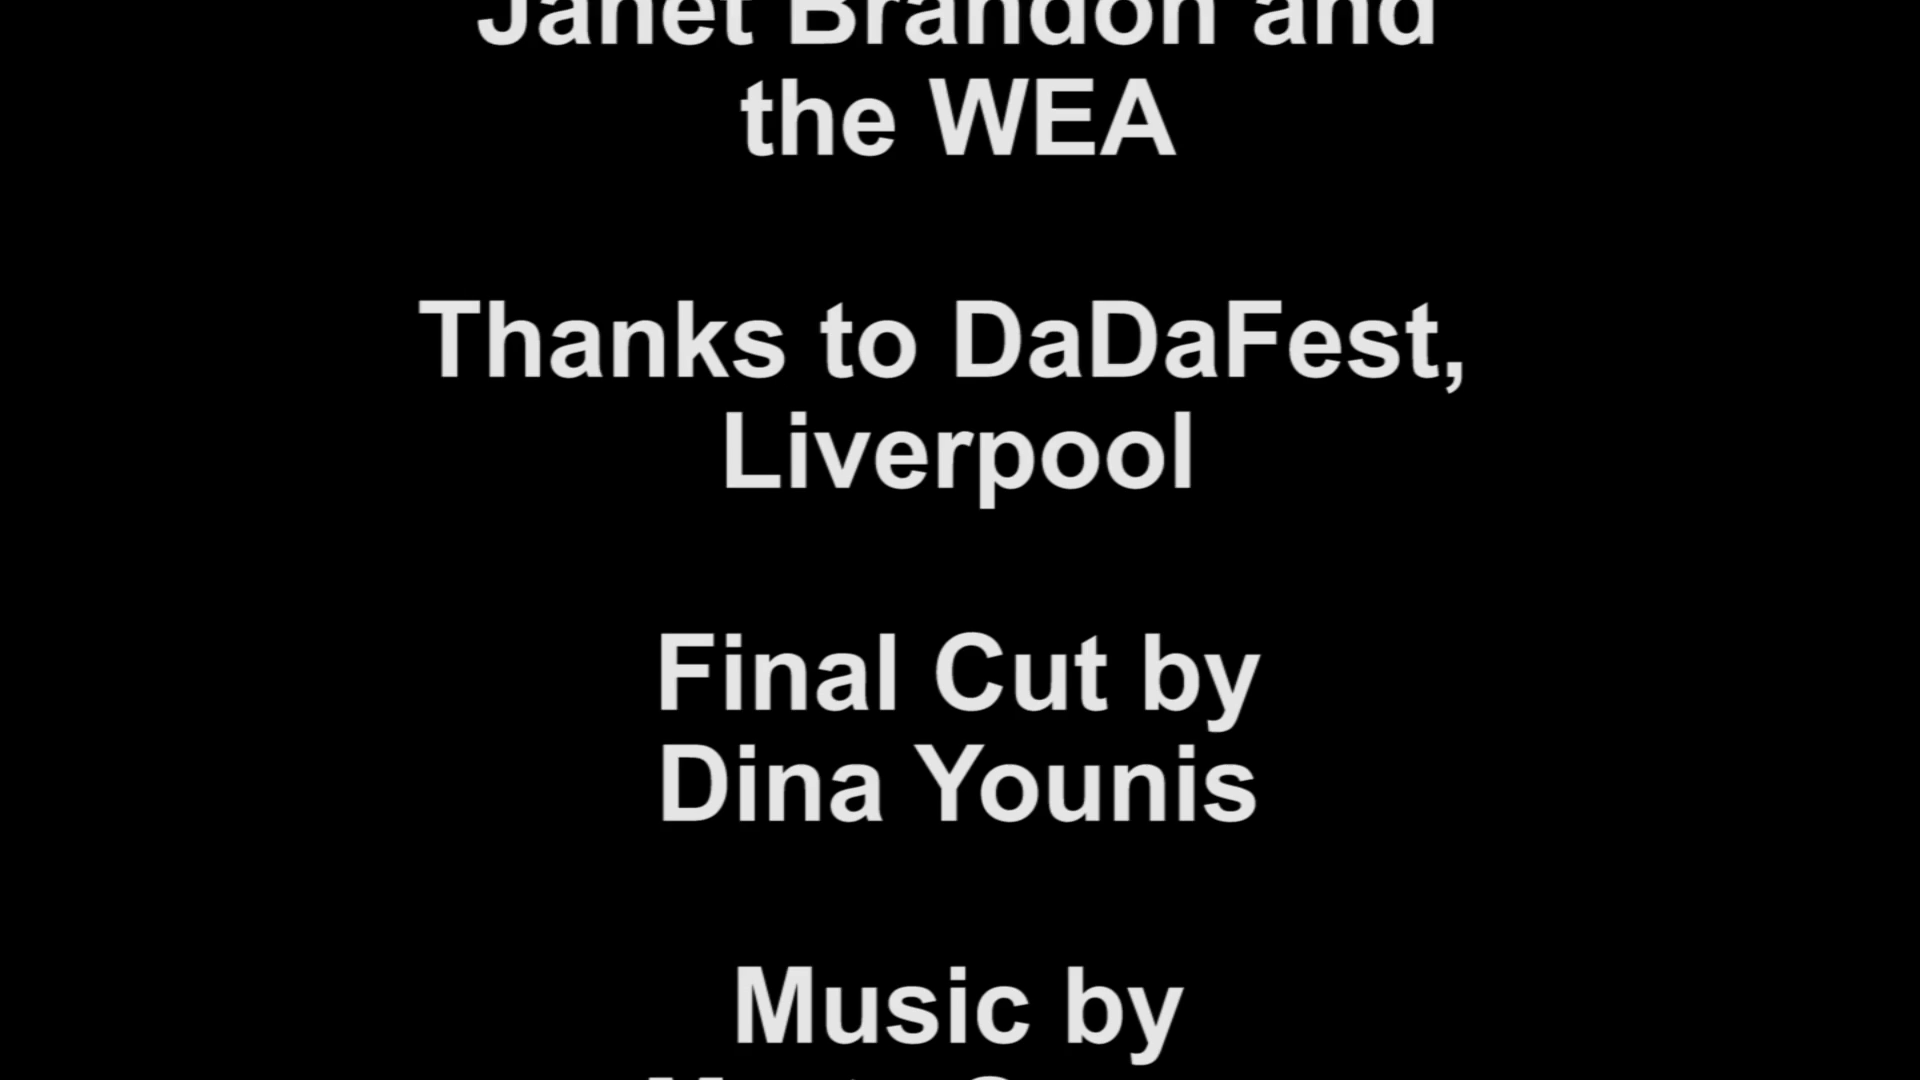 Janet Brandon and
the WEA
Thanks to DaDaFest,
Liverpool
Final Cut by
Dina Younis
Music by